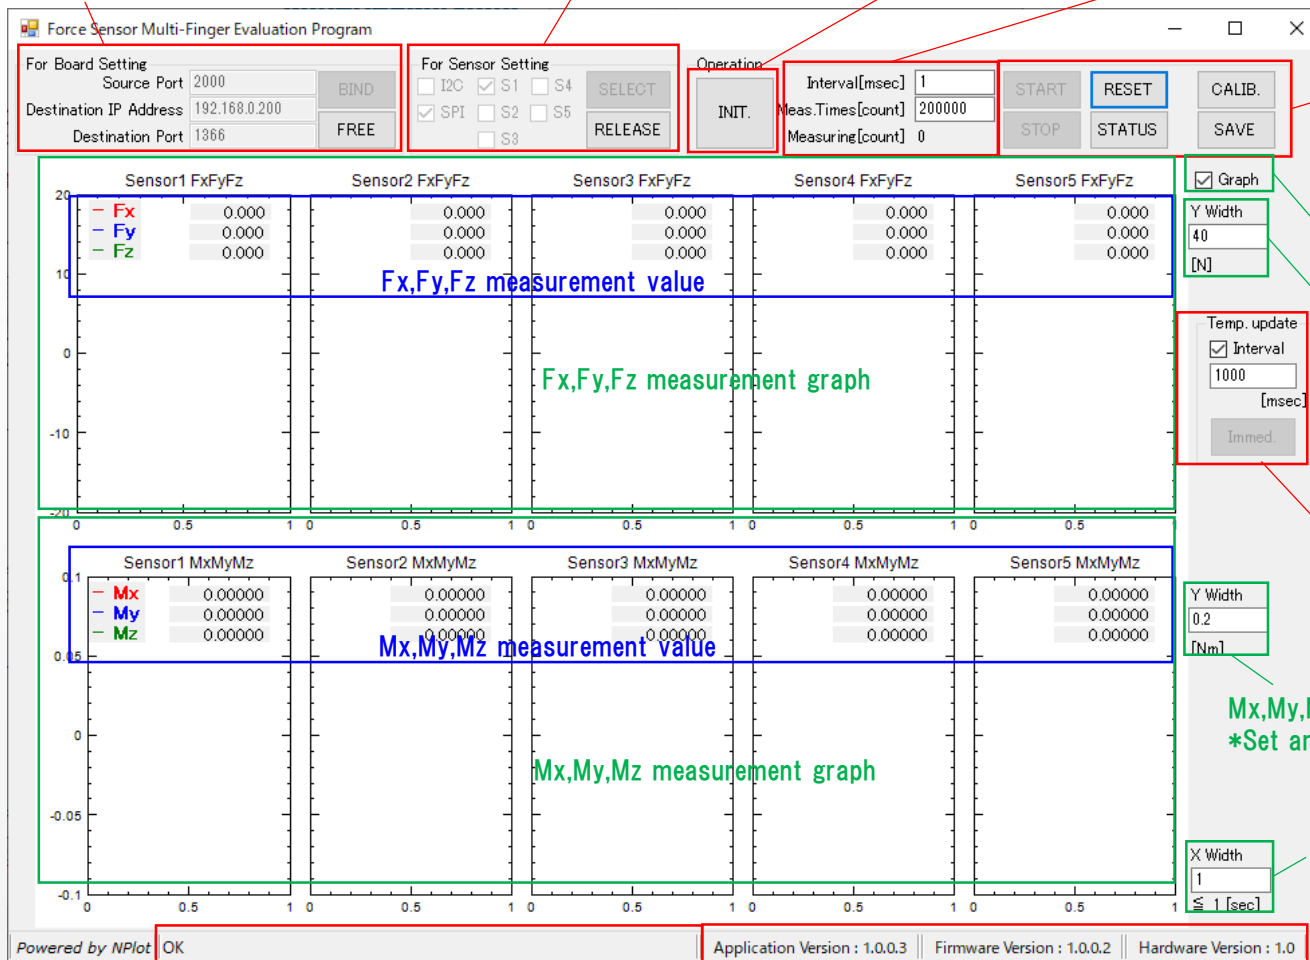 Force Sensor Multi-Finger Evaluation Program
For Board Setting
Source Port 2000
BIND
Destination IP Address 192.168.0.200
Destination Port 1366
FREE
For Sensor Setting
I2C S1 S4
SELECT
SPI S2 S5
S3
RELEASE
Operation
INIT.
Interval[msec] 1
Meas.Times[count] 200000
Measuring[count] 0
START RESET CALIB.
STOP STATUS SAVE
Sensor1 FxFyFz Sensor2 FxFyFz Sensor3 FxFyFz Sensor4 FxFyFz Sensor5 FxFyFz
Graph
20
Fx 0.000 0.000 0.000 0.000 0.000
Fy 0.000 0.000 0.000 0.000 0.000
Fz 0.000 0.000 0.000 0.000 0.000
Y Width
40
[N]
10
Fx,Fy,Fz measurement value
0
Fx,Fy,Fz measurement graph
-10
-20
Temp. update
Interval
1000
[msec]
Immed.
0 0.5 1 0 0.5 1 0 0.5 1 0 0.5 1 0 0.5 1
Sensor1 MxMyMz Sensor2 MxMyMz Sensor3 MxMyMz Sensor4 MxMyMz Sensor5 MxMyMz
0.1
Mx 0.00000 0.00000 0.00000 0.00000 0.00000
My 0.00000 0.00000 0.00000 0.00000 0.00000
Mz 0.00000 0.00000 0.00000 0.00000 0.00000
Y Width
0.2
[Nm]
0.05
Mx,My,Mz measurement value
Mx,My,
*Set
0
Mx,My,Mz measurement graph
-0.05
-0.1
X Width
1
≦ 1 [sec]
0 0.5 1 0 0.5 1 0 0.5 1 0 0.5 1 0 0.5 1
Powered by NPlot OK Application Version : 1.0.0.3 Firmware Version : 1.0.0.2 Hardware Version : 1.0